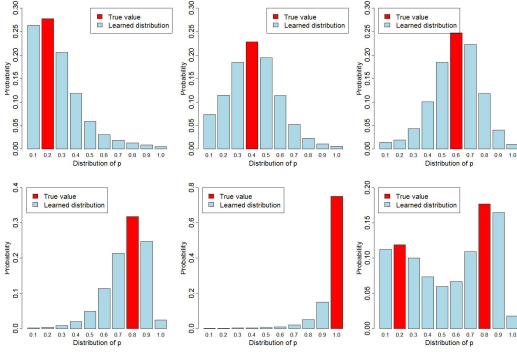 True value
Learned distribution
Probability
0.00 0.05 0.10 0.15 0.20 0.25 0.30
0.1 0.2 0.3 0.4 0.5 0.6 0.7 0.8 0.9 1.0
Distribution of p
True value
Learned distribution
Probability
0.00 0.05 0.10 0.15 0.20 0.25 0.30
0.1 0.2 0.3 0.4 0.5 0.6 0.7 0.8 0.9 1.0
Distribution of p
True value
Learned distribution
Probability
0.00 0.05 0.10 0.15 0.20 0.25 0.30
0.1 0.2 0.3 0.4 0.5 0.6 0.7 0.8 0.9 1.0
Distribution of p
True value
Learned distribution
Probability
0.0 0.1 0.2 0.3 0.4
0.1 0.2 0.3 0.4 0.5 0.6 0.7 0.8 0.9 1.0
Distribution of p
True value
Learned distribution
Probability
0.0 0.2 0.4 0.6 0.8
0.1 0.2 0.3 0.4 0.5 0.6 0.7 0.8 0.9 1.0
Distribution of p
True value
Learned distribution
Probability
0.00 0.05 0.10 0.15 0.20
0.1 0.2 0.3 0.4 0.5 0.6 0.7 0.8 0.9 1.0
Distribution of p